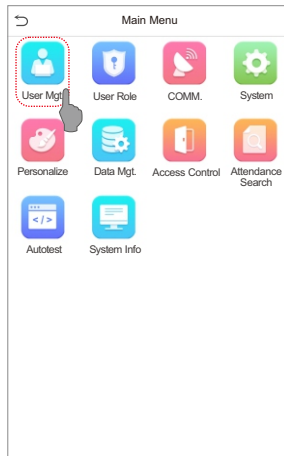 Main Menu
User Mgt.
User Role
COMM.
System
Personalize
Data Mgt.
Access Control
Attendance
Search
</>
Autotest
System Info